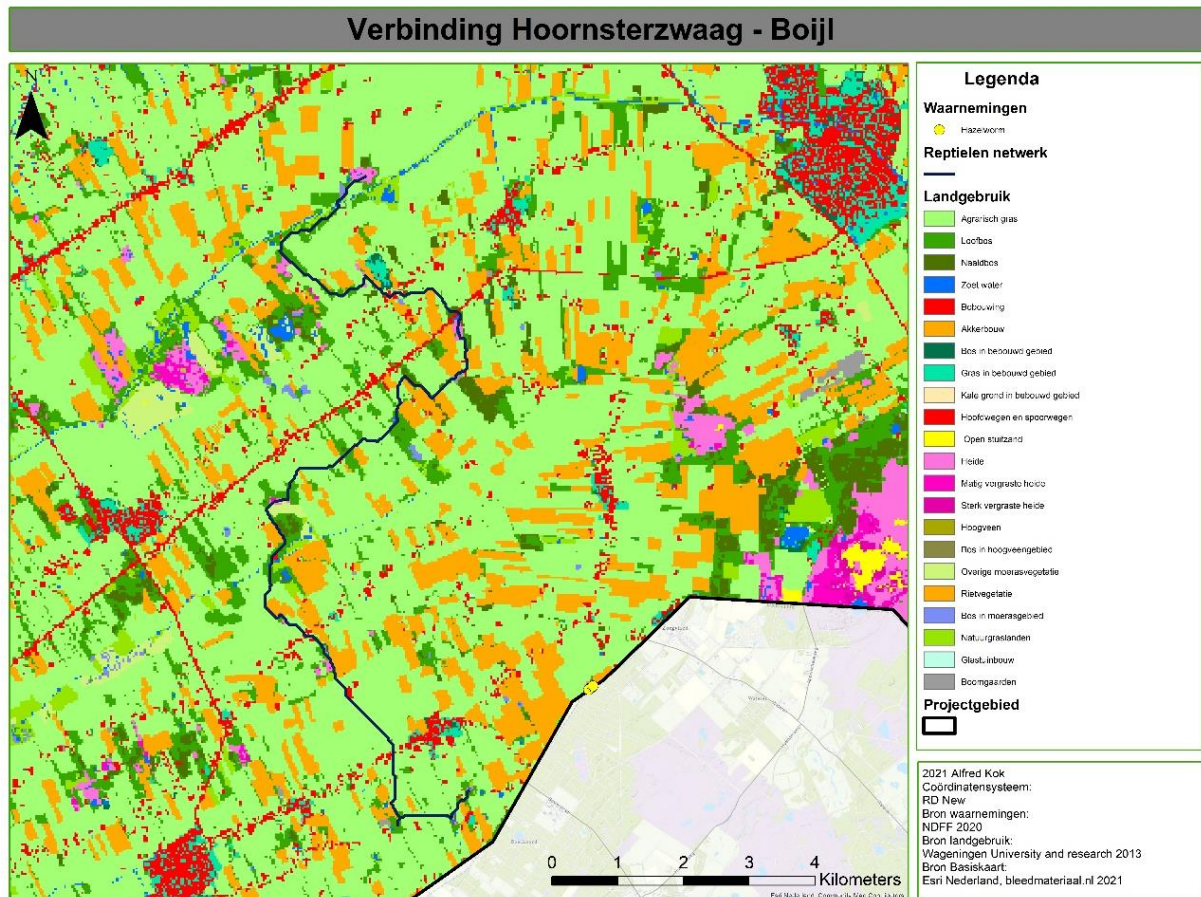 Verbinding Hoornsterzwaag - Boijl
N
Legenda
Waarnemingen
Hazelworm
Reptielen netwerk
Landgebruik
Agrarisch gras
Loofbos
Naaldbos
Zoet water
Bebouwing
Akkerbouw
Bos in bebouwd gebied
Gras in bebouwd gebied
Kale grond in bebouwd gebied
Hoofdwegen en spoorwegen
Open stuifzand
Heide
Matig vergraste heide
Sterk vergraste heide
Hoogveen
Bos in hoogveengebied
Overige moerasvegetatie
Rietvegetatie
Bos in moerasgebied
Natuurgraslanden
Glastuinbouw
Boomgaarden
Projectgebied
0 1 2 3 4
Kilometers
2021 Alfred Kok
Coördinatensysteem:
RD New
Bron waarnemingen:
NDFF 2020
Bron landgebruik:
Wageningen University and research 2013
Bron Basiskaart:
Esri Nederland, bleedmateriaal.nl 2021